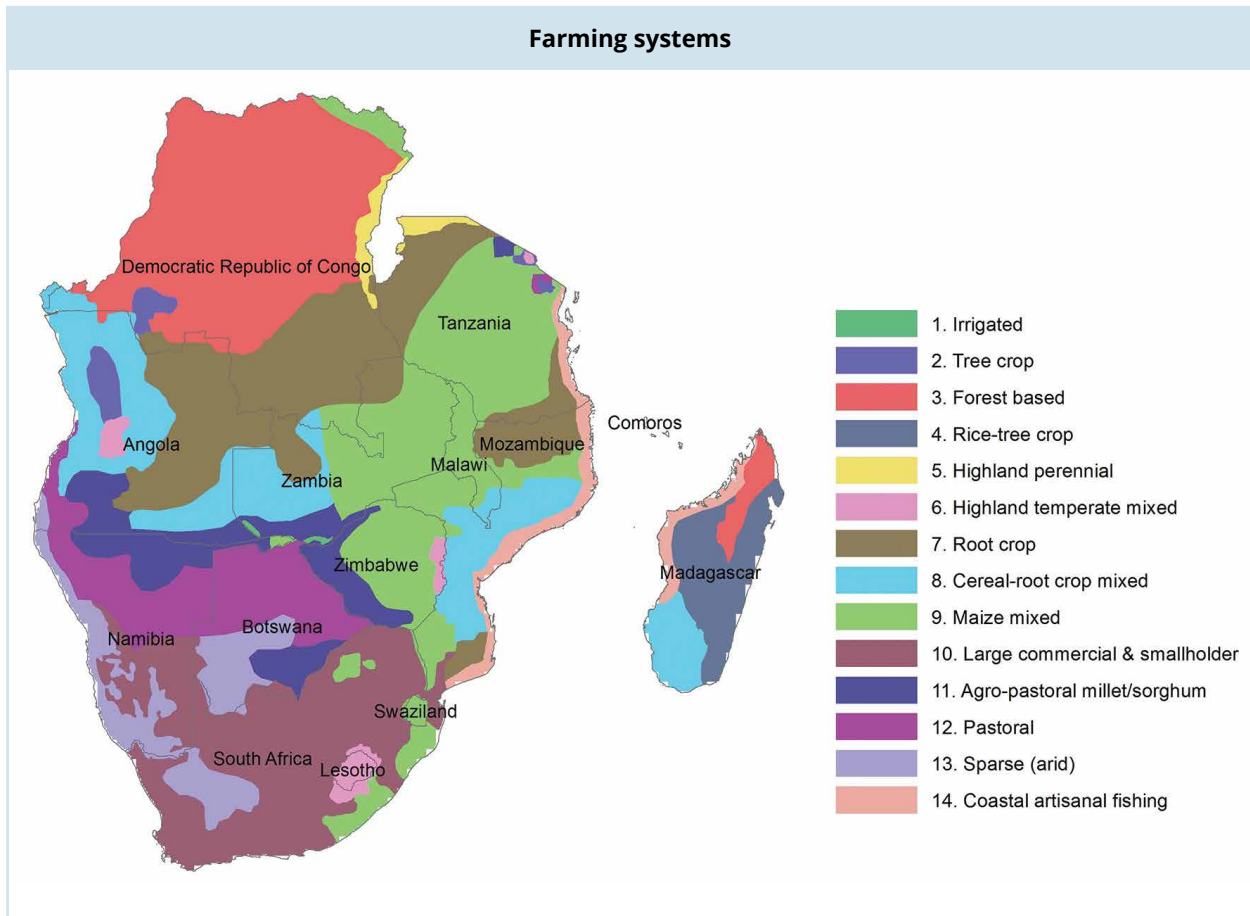 Farming systems
Democratic Republic of Congo
Tanzania
Comoros
Angola
Mozambique
Malawi
Zambia
Zimbabwe
Madagascar
Namibia
Botswana
Swaziland
South Africa
Lesotho
1. Irrigated
2. Tree crop
3. Forest based
4. Rice-tree crop
5. Highland perennial
6. Highland temperate mixed
7. Root crop
8. Cereal-root crop mixed
9. Maize mixed
10. Large commercial & smallholder
11. Agro-pastoral millet/sorghum
12. Pastoral
13. Sparse (arid)
14. Coastal artisanal fishing